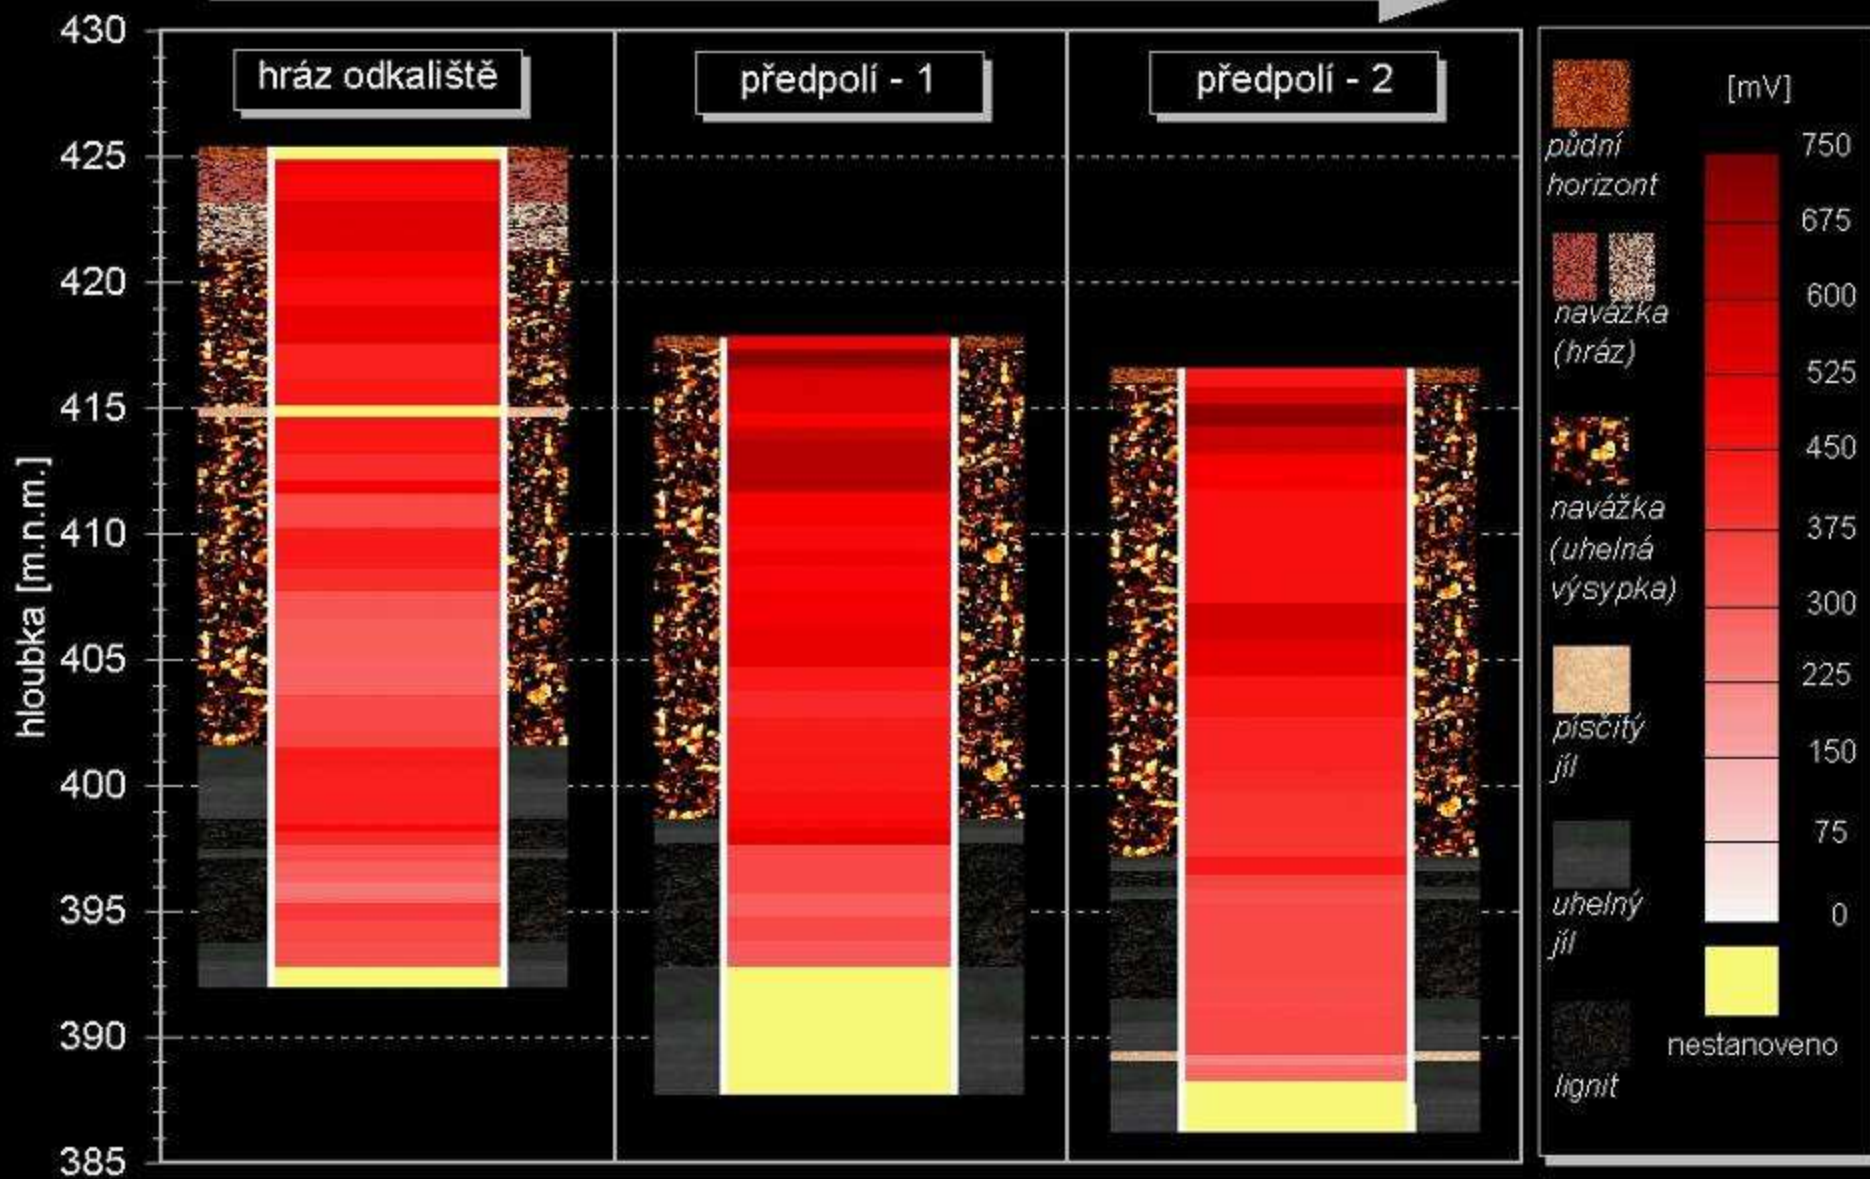 430
425
420
415
410
405
400
395
390
385
hloubka [m.n.m.]
hráz odkaliště
předpolí - 1
předpolí - 2
půdní
horizont
navážka
(hráz)
navážka
(uhelná
výsypka)
písčitý
jíl
uhelný
jíl
lignit
[mV]
750
675
600
525
450
375
300
225
150
75
0
nestanoveno